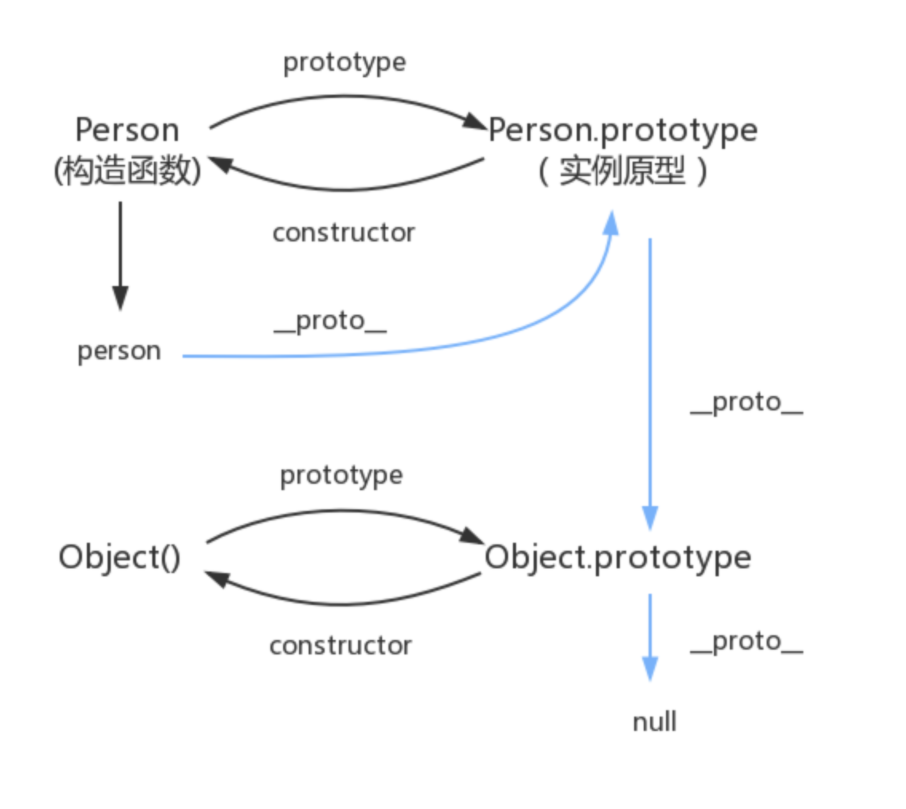 prototype
Person
Person.prototype
(构造函数)
（实例原型）
constructor
__proto__
person
__proto__
prototype
Object()
Object.prototype
constructor
__proto__
null